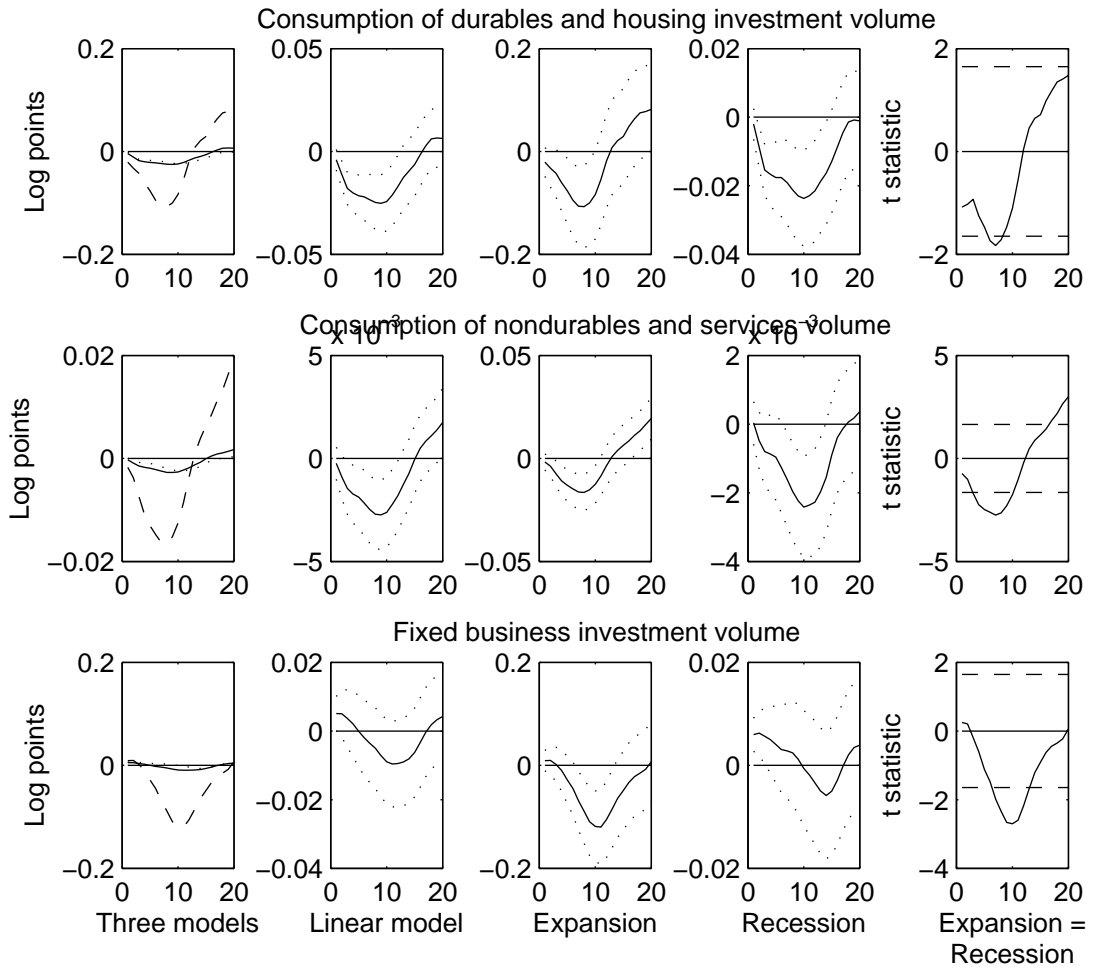 Consumption of durables and housing investment volume
Log points
0.2
0
−0.2
0 10 20
0.05
0
−0.05
0 10 20
0.2
0
−0.2
0 10 20
0.02
0
−0.02
−0.04
0 10 20
t statistic
2
0
−2
0 10 20
Consumption of nondurables and services volume
Log points
0.02
0
−0.02
0 10 20
x 10−3
5
0
−5
0 10 20
0.05
0
−0.05
0 10 20
x 10−3
2
0
−2
−4
0 10 20
t statistic
5
0
−5
0 10 20
Fixed business investment volume
Log points
0.2
0
−0.2
0 10 20
Three models
0.02
0
−0.02
−0.04
0 10 20
Linear model
0.2
0
−0.2
0 10 20
Expansion
0.02
0
−0.02
0 10 20
Recession
t statistic
2
0
−2
−4
0 10 20
Expansion =
Recession